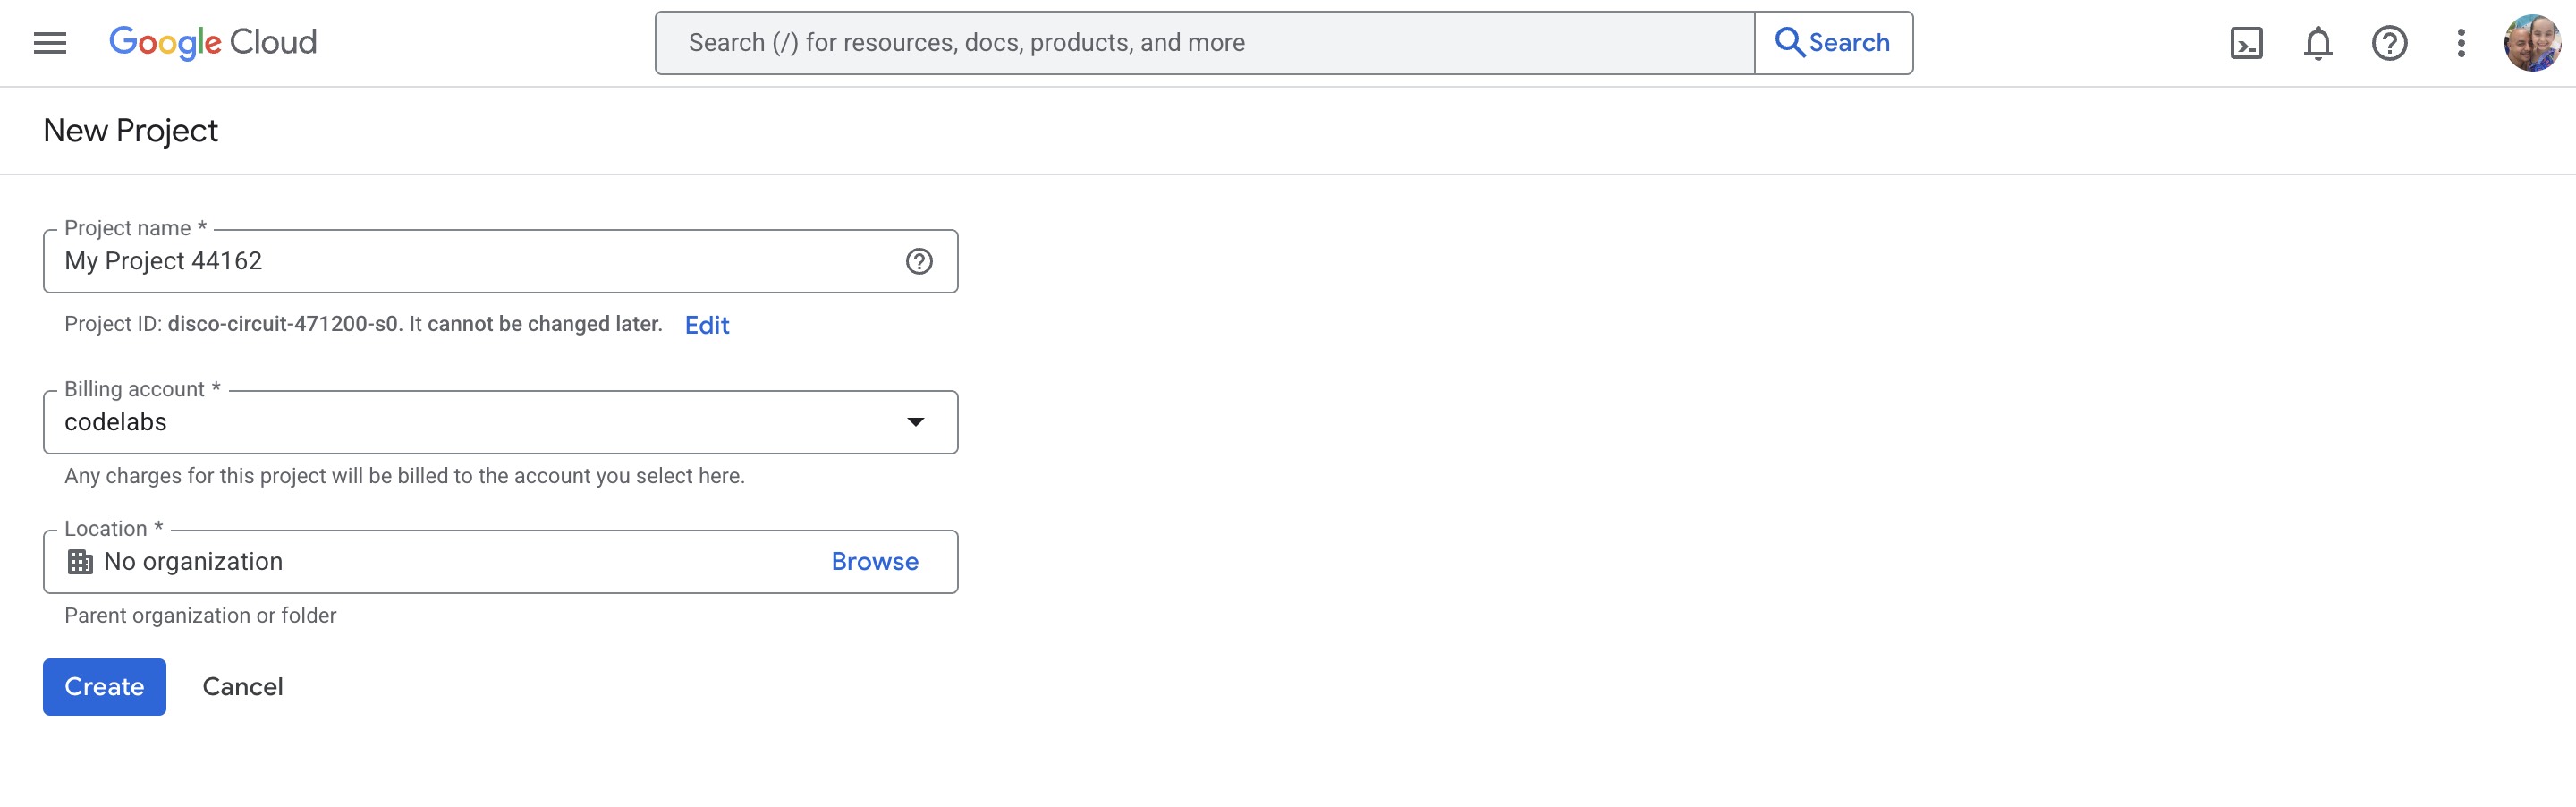 Google Cloud
Search (/) for resources, docs, products, and more
Search
New Project
Project name *
My Project 44162
Project ID: disco-circuit-471200-s0. It cannot be changed later. Edit
Billing account *
codelabs
Any charges for this project will be billed to the account you select here.
Location *
No organization
Browse
Parent organization or folder
Create
Cancel